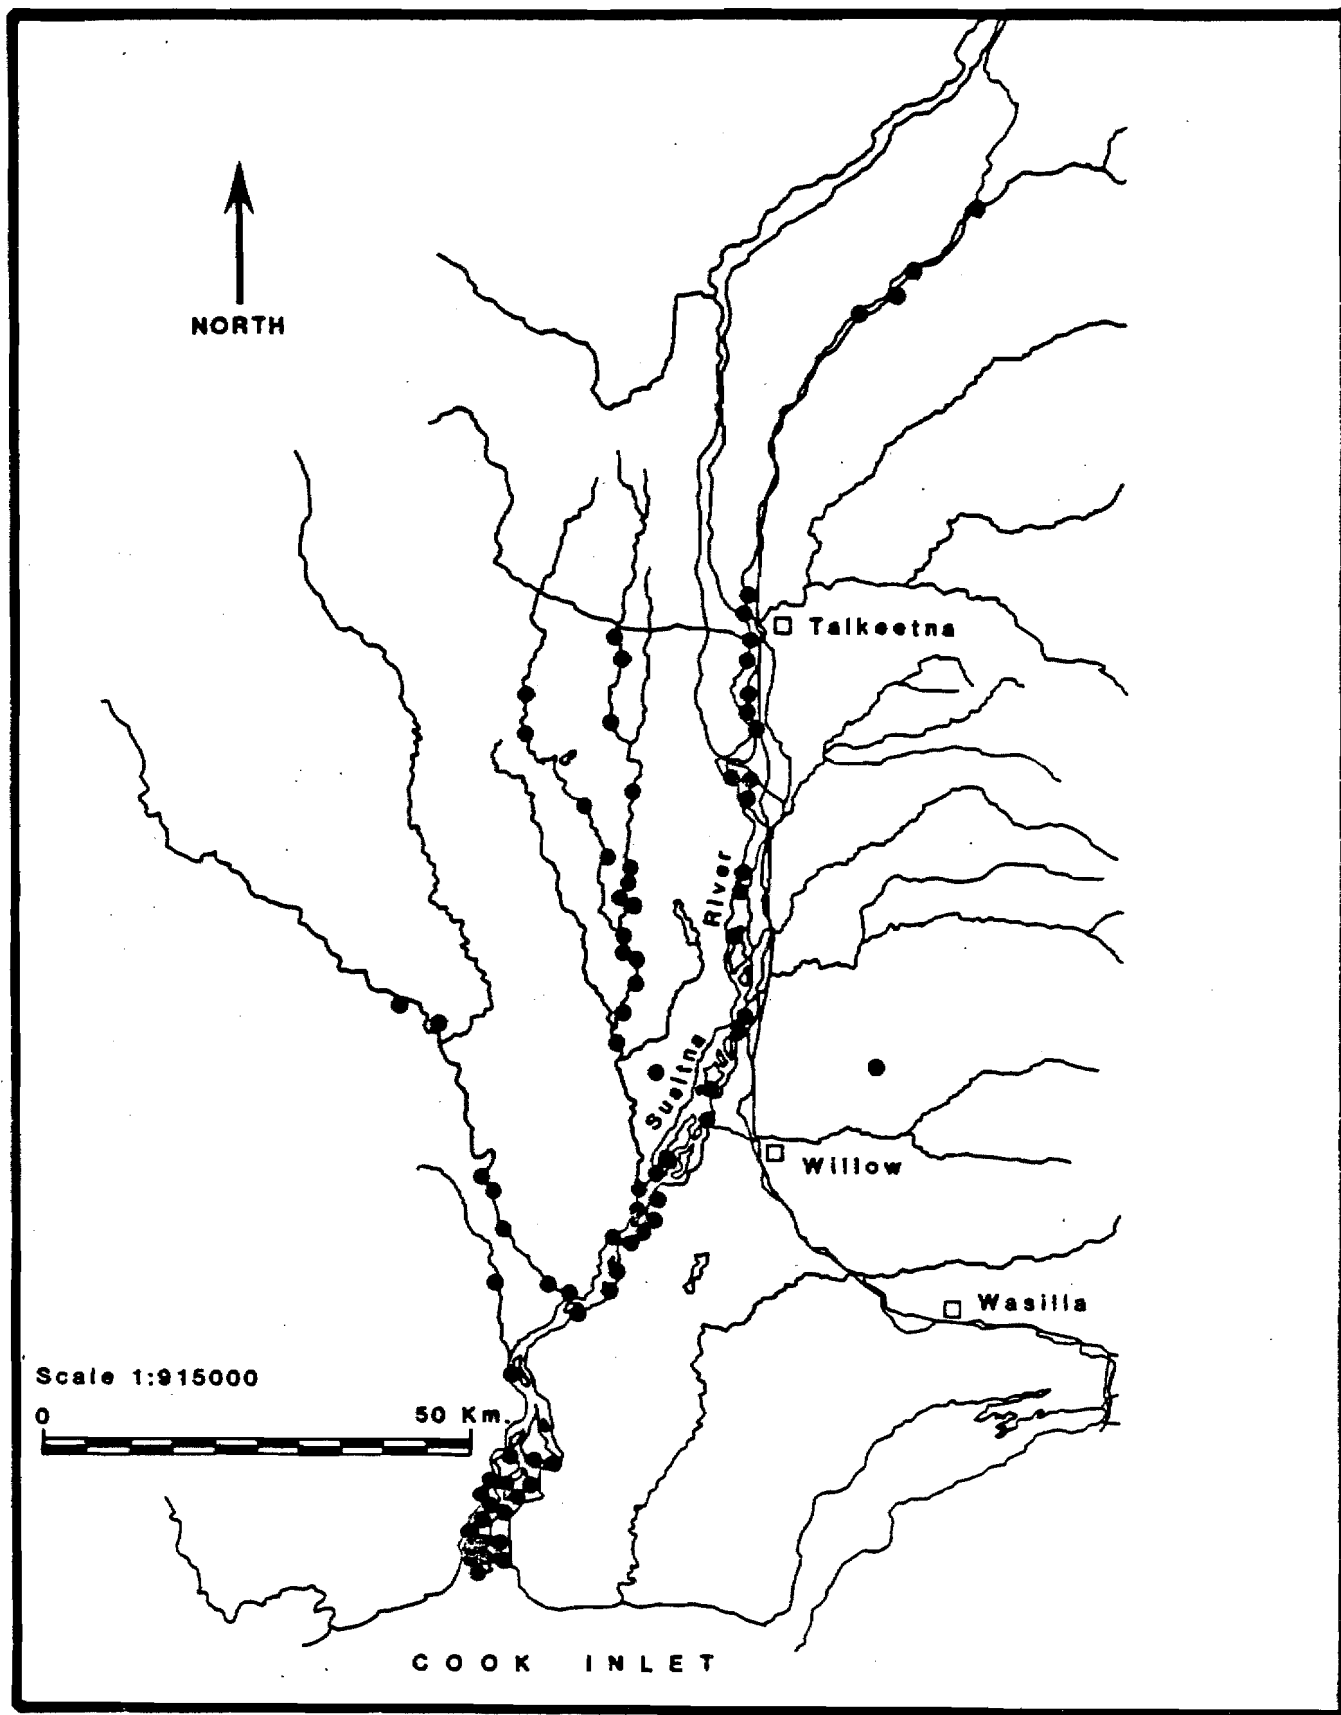 NORTH
Talkeetna
River
Susitna
Willow
Wasilla
Scale 1:915000
0 50 Km.
COOK INLET